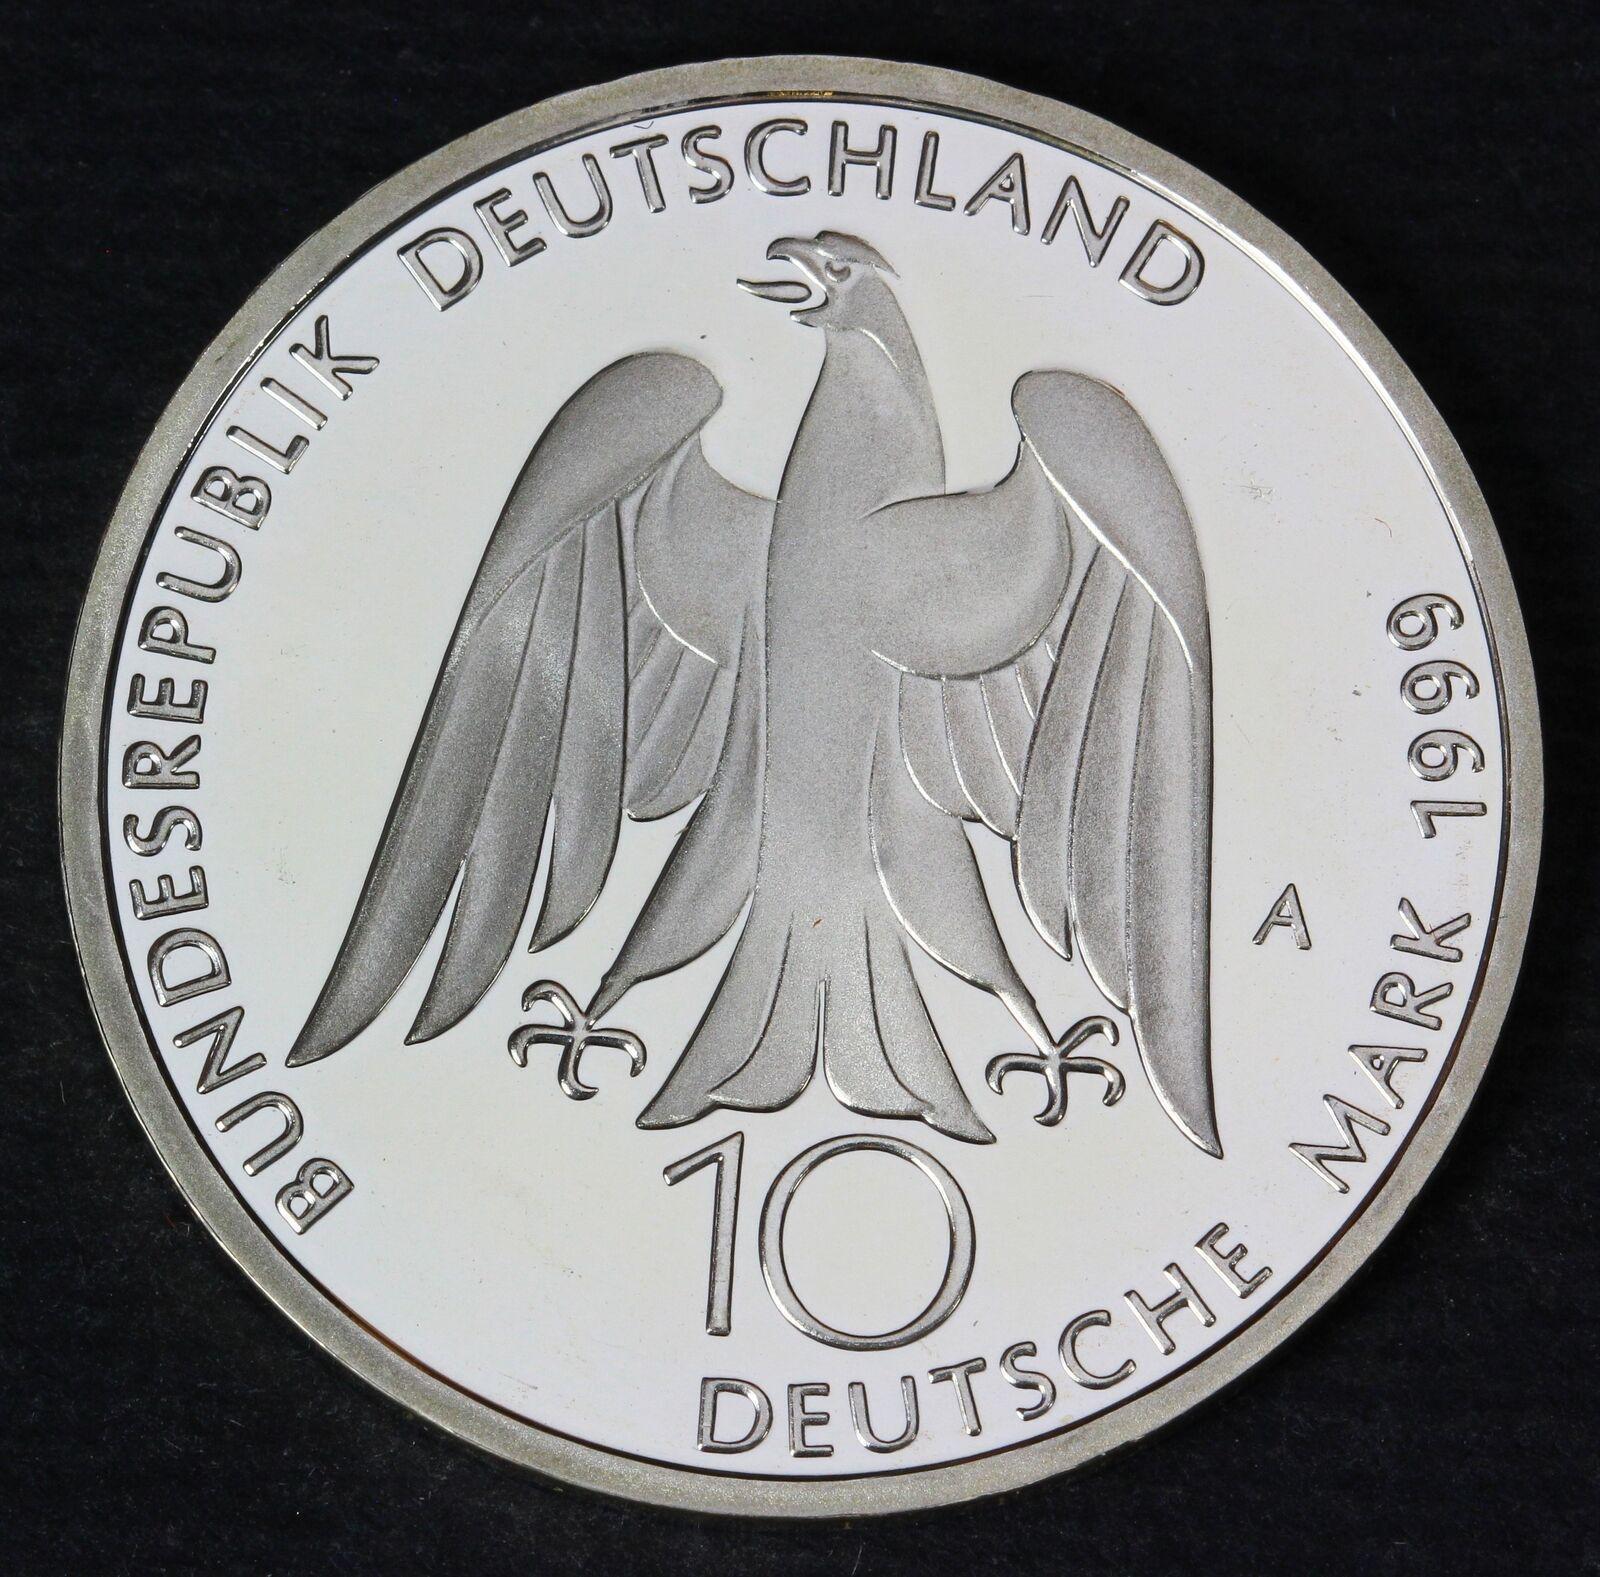 BUNDESREPUBLIK DEUTSCHLAND
A
10
DEUTSCHE MARK 1999